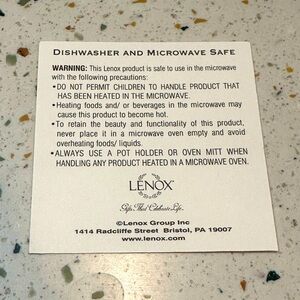 DISHWASHER AND MICROWAVE SAFE
WARNING: This Lenox product is safe to use in the microwave
with the following precautions:
•DO NOT PERMIT CHILDREN TO HANDLE PRODUCT THAT
HAS BEEN HEATED IN THE MICROWAVE.
•Heating foods and/ or beverages in the microwave may
cause this product to become hot.
•To retain the beauty and functionality of this product,
never place it in a microwave oven empty and avoid
overheating foods/ liquids.
•ALWAYS USE A POT HOLDER OR OVEN MITT WHEN
HANDLING ANY PRODUCT HEATED IN A MICROWAVE OVEN.
LENOX
Gifts That Celebrate Life
©Lenox Group Inc
1414 Radcliffe Street Bristol, PA 19007
www.lenox.com